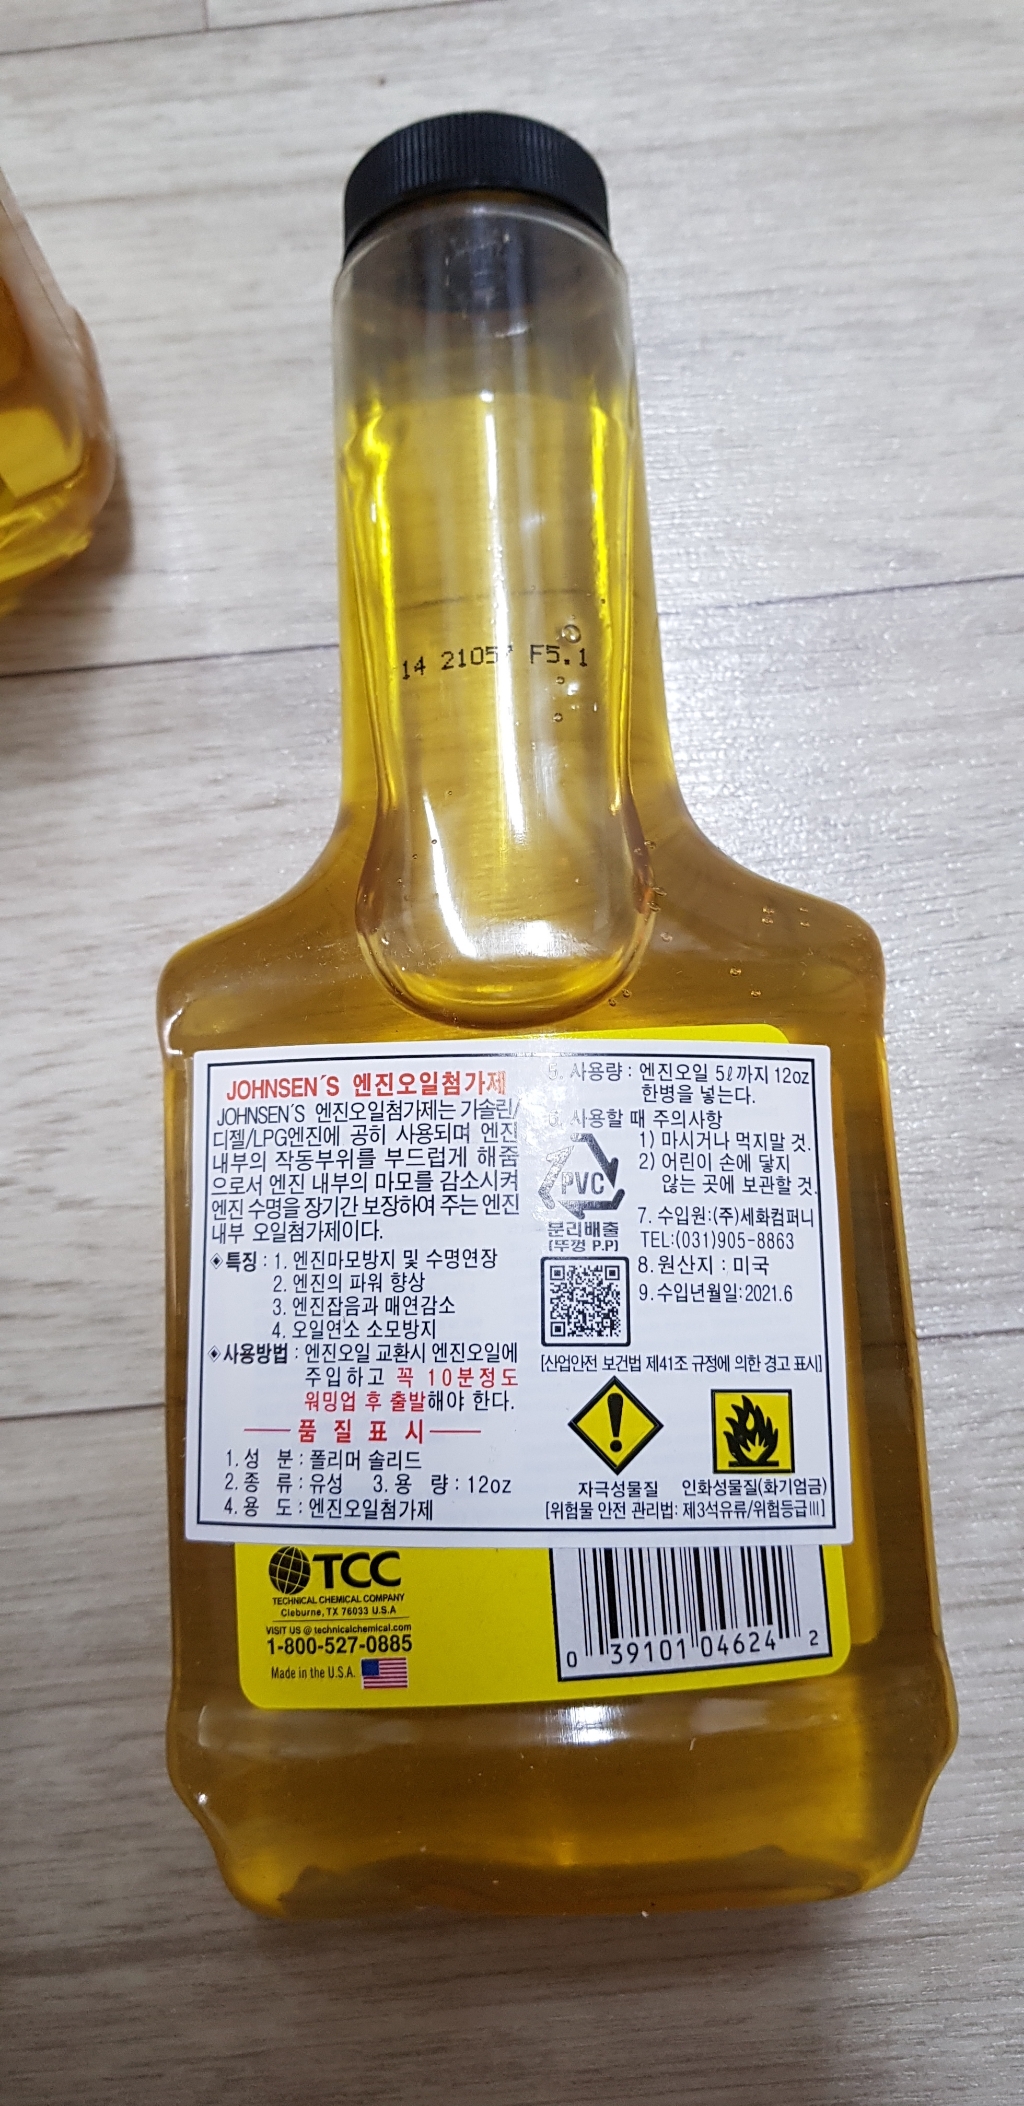 14 2105 F5.1
JOHNSEN´S 엔진오일첨가제
JOHNSEN´S 엔진오일첨가제는 가솔린/
디젤/LPG엔진에 공히 사용되며 엔진
내부의 작동부위를 부드럽게 해줌
으로서 엔진 내부의 마모를 감소시켜
엔진 수명을 장기간 보장하여 주는 엔진
내부 오일첨가제이다.
◈특징 : 1. 엔진마모방지 및 수명연장
2. 엔진의 파워 향상
3. 엔진잡음과 매연감소
4. 오일연소 소모방지
◈사용방법 : 엔진오일 교환시 엔진오일에
주입하고 꼭 10분정도
워밍업 후 출발해야 한다.
품 질 표 시
1. 성 분 : 폴리머 솔리드
2. 종 류 : 유성 3. 용 량 : 12oz
4. 용 도 : 엔진오일첨가제
사용량 : 엔진오일 5ℓ까지 12oz
한병을 넣는다.
사용할 때 주의사항
1) 마시거나 먹지말 것.
2) 어린이 손에 닿지
않는 곳에 보관할 것.
PVC
분리배출
(뚜껑 P.P)
7. 수입원:(주)세화컴퍼니
TEL:(031)905-8863
8. 원산지 : 미국
9. 수입년월일:2021.6
[산업안전 보건법 제41조 규정에 의한 경고 표시]
자극성물질 인화성물질(화기엄금)
[위험물 안전 관리법: 제3석유류/위험등급Ⅲ]
TCC
TECHNICAL CHEMICAL COMPANY
Cleburne, TX 76033 U.S.A
VISIT US @ technicalchemical.com
1-800-527-0885
Made in the U.S.A.
0 39101 04624 2